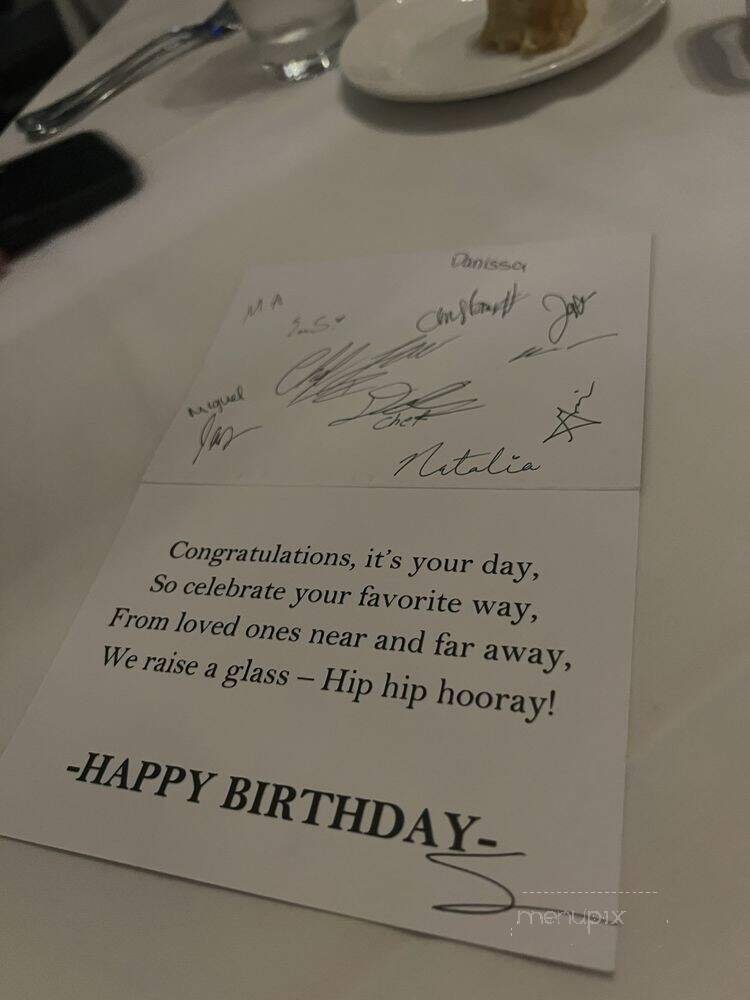 Danissa
M A
Miguel
Chef
Natalia
Congratulations, it's your day,
So celebrate your favorite way,
From loved ones near and far away,
We raise a glass – Hip hip hooray!
-HAPPY BIRTHDAY-
menupix